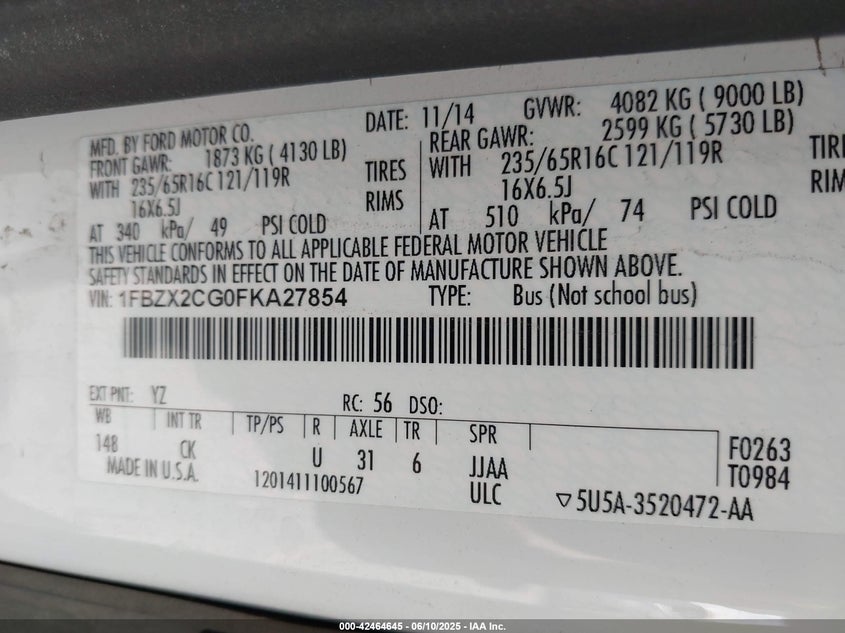 MFD. BY FORD MOTOR CO.
DATE: 11/14 GVWR: 4082 KG ( 9000 LB)
FRONT GAWR: 1873 KG ( 4130 LB) REAR GAWR: 2599 KG ( 5730 LB)
WITH 235/65R16C 121/119R TIRES WITH 235/65R16C 121/119R
16X6.5J RIMS 16X6.5J
AT 340 kPa/ 49 PSI COLD AT 510 kPa/ 74 PSI COLD
THIS VEHICLE CONFORMS TO ALL APPLICABLE FEDERAL MOTOR VEHICLE
SAFETY STANDARDS IN EFFECT ON THE DATE OF MANUFACTURE SHOWN ABOVE.
VIN: 1FBZX2CG0FKA27854 TYPE: Bus (Not school bus)
EXT PNT: YZ RC: 56 DSO:
WB INT TR TP/PS R AXLE TR SPR
148 CK U 31 6 JJAA F0263
MADE IN U.S.A. 1201411100567 ULC T0984
▽5U5A-3520472-AA
000-42464645 - 06/10/2025 - IAA Inc.